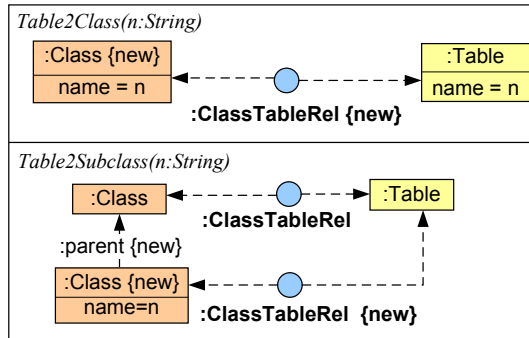 Table2Class(n:String)
:Class {new}
name = n
:Table
name = n
:ClassTableRel {new}
Table2Subclass(n:String)
:Class
:Table
:ClassTableRel
:parent {new}
:Class {new}
name=n
:ClassTableRel {new}